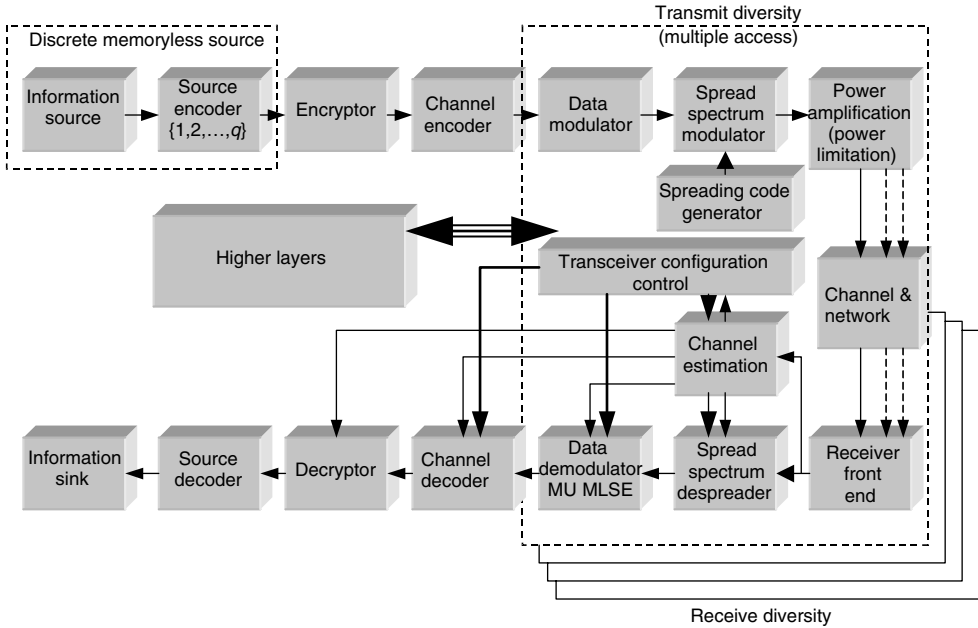 Transmit diversity
(multiple access)
Discrete memoryless source
Information
source
Source
encoder
{1,2,...,q}
Encryptor
Channel
encoder
Data
modulator
Spread
spectrum
modulator
Power
amplification
(power
limitation)
Spreading code
generator
Higher layers
Transceiver configuration
control
Channel &
network
Channel
estimation
Information
sink
Source
decoder
Decryptor
Channel
decoder
Data
demodulator
MU MLSE
Spread
spectrum
despreader
Receiver
front
end
Receive diversity